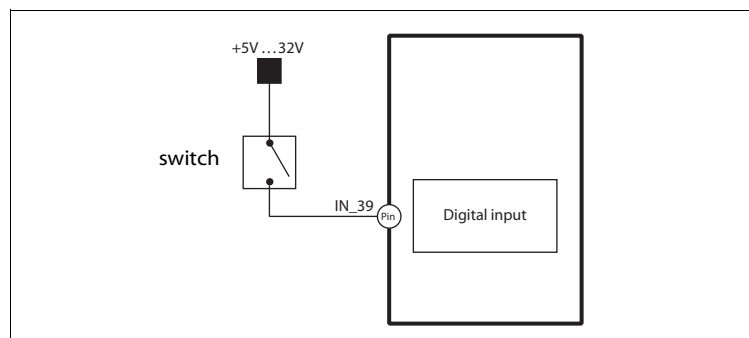 +5V ... 32V
switch
IN_39
Pin
Digital input